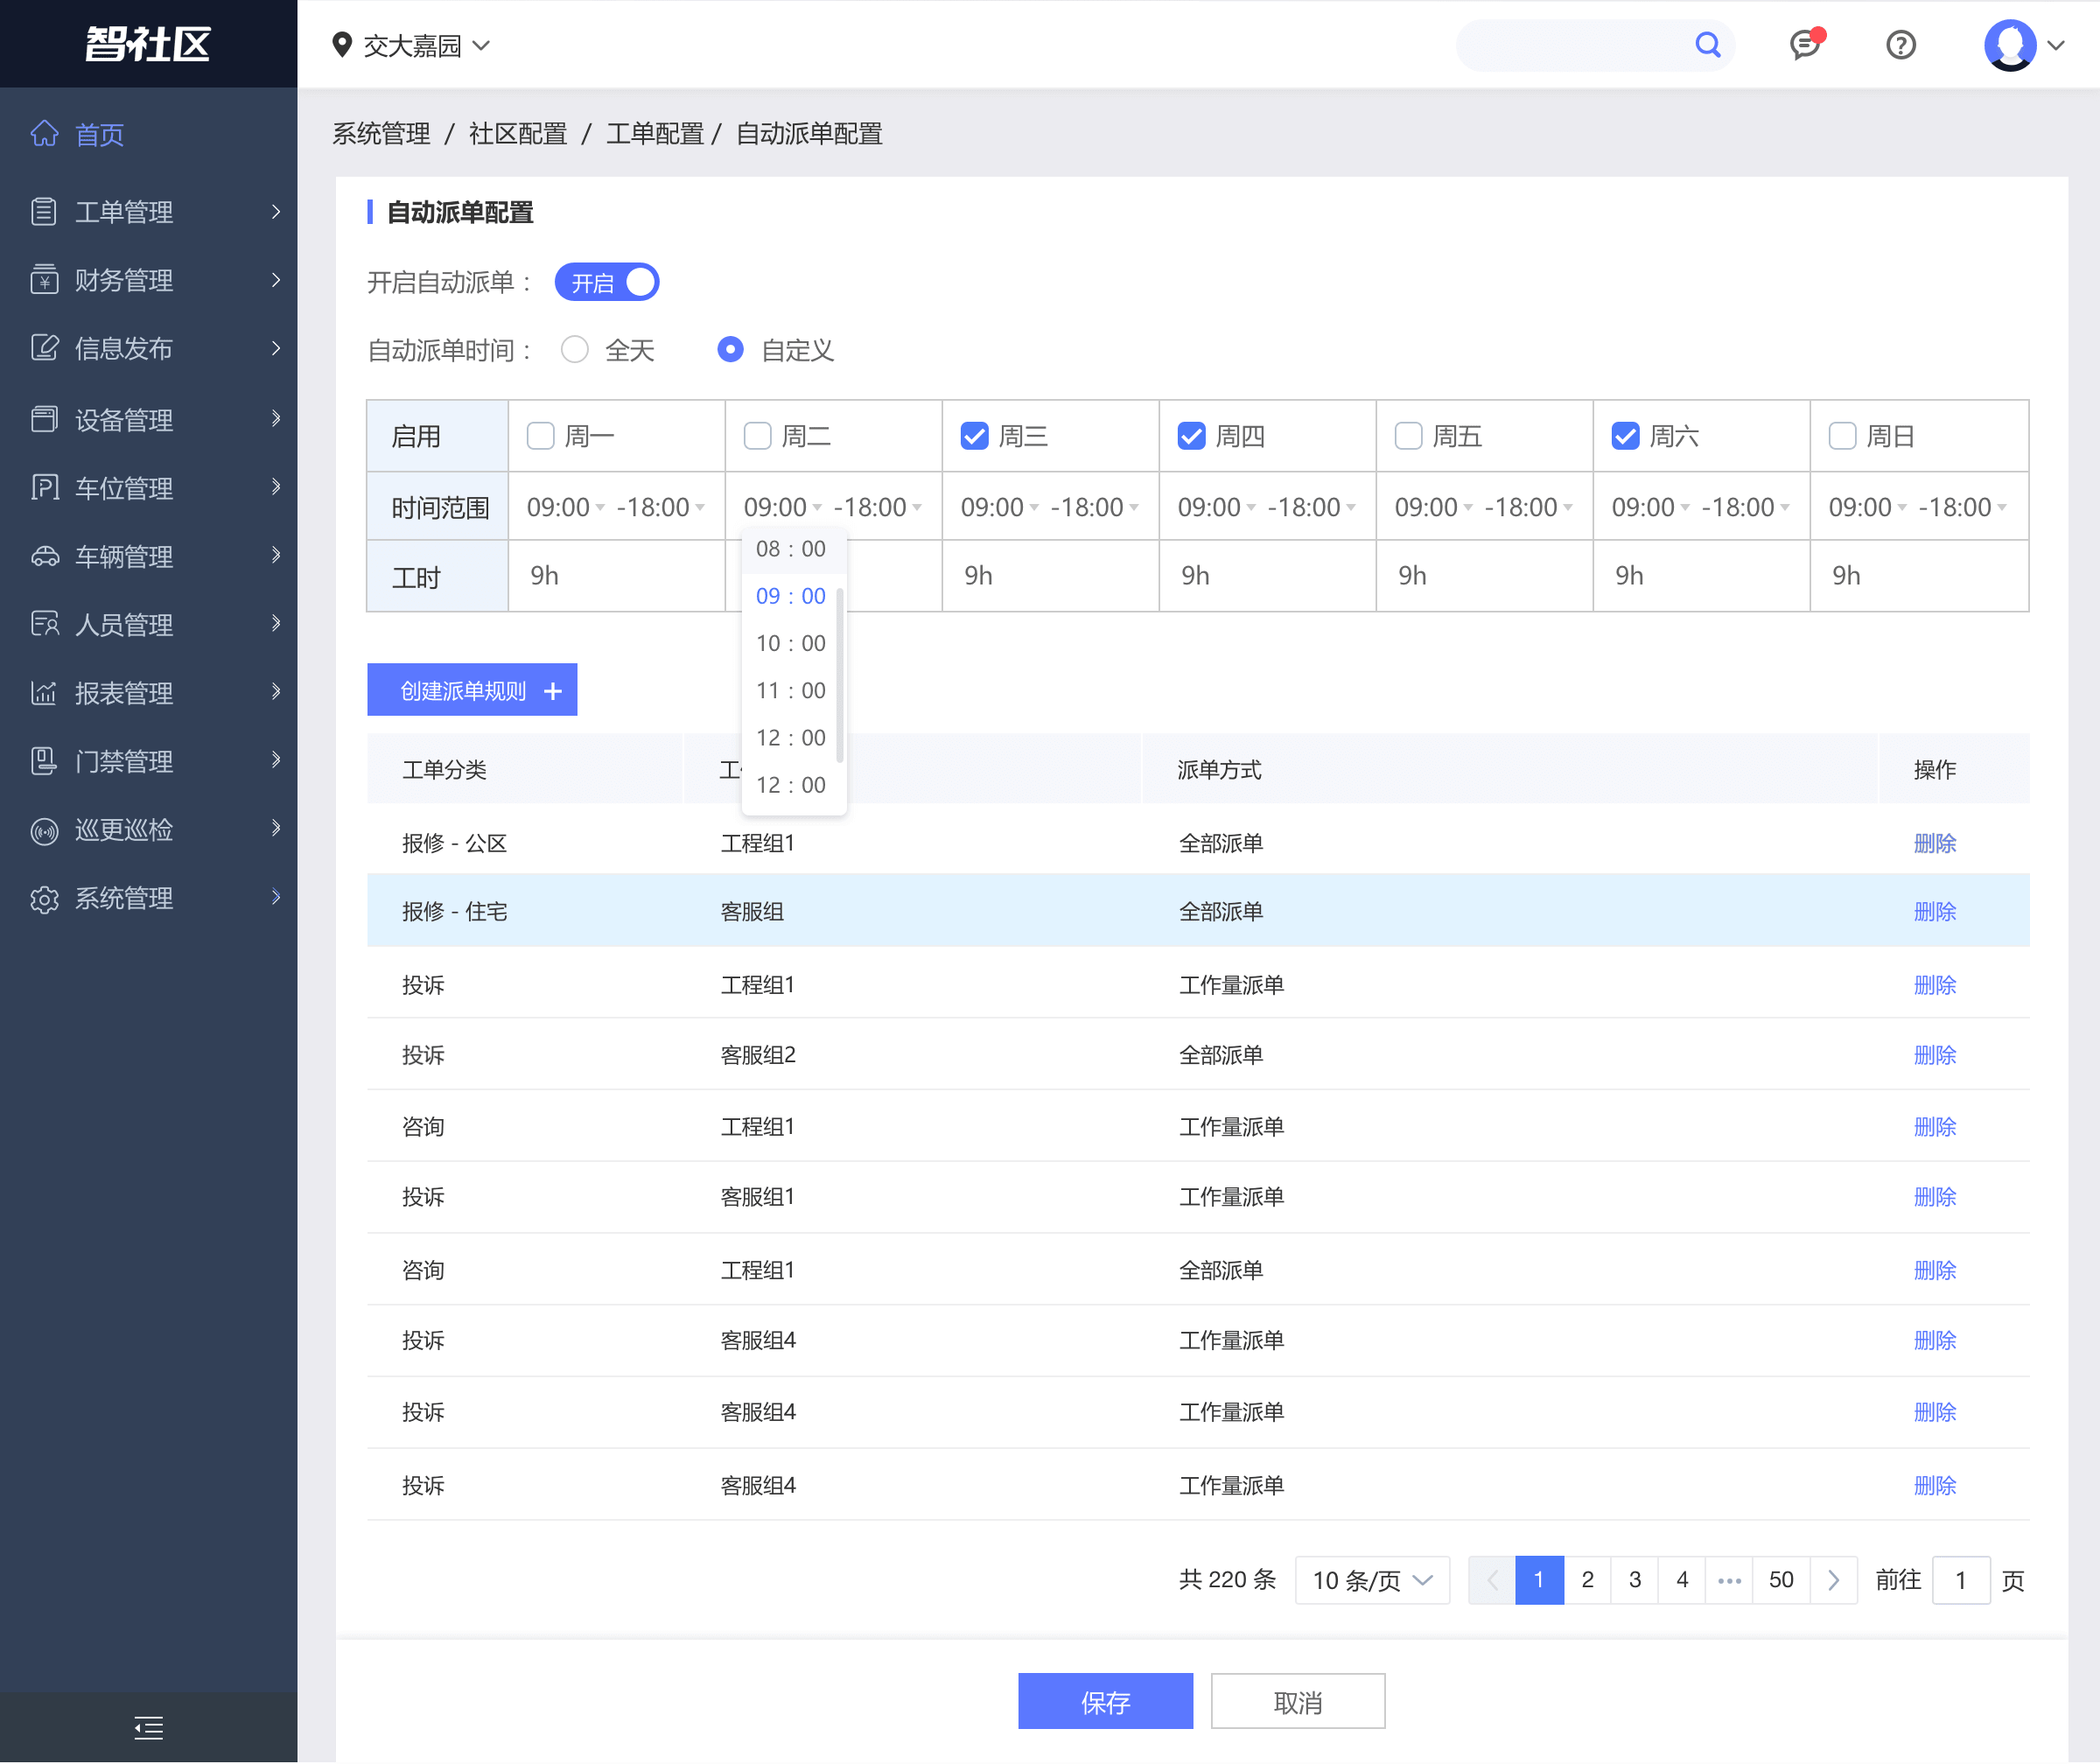 智社区
交大嘉园
首页
工单管理
财务管理
信息发布
设备管理
车位管理
车辆管理
人员管理
报表管理
门禁管理
巡更巡检
系统管理
系统管理 / 社区配置 / 工单配置 / 自动派单配置
自动派单配置
开启自动派单： 开启
自动派单时间： 全天 自定义
启用 周一 周二 周三 周四 周五 周六 周日
时间范围 09:00 -18:00 09:00 -18:00 09:00 -18:00 09:00 -18:00 09:00 -18:00 09:00 -18:00 09:00 -18:00
工时 9h 9h 9h 9h 9h 9h
08 : 00
09 : 00
10 : 00
11 : 00
12 : 00
12 : 00
创建派单规则 +
工单分类 派单方式 操作
报修 - 公区 工程组1 全部派单 删除
报修 - 住宅 客服组 全部派单 删除
投诉 工程组1 工作量派单 删除
投诉 客服组2 全部派单 删除
咨询 工程组1 工作量派单 删除
投诉 客服组1 工作量派单 删除
咨询 工程组1 全部派单 删除
投诉 客服组4 工作量派单 删除
投诉 客服组4 工作量派单 删除
投诉 客服组4 工作量派单 删除
共 220 条 10 条/页 1 2 3 4 ••• 50 前往 1 页
保存 取消